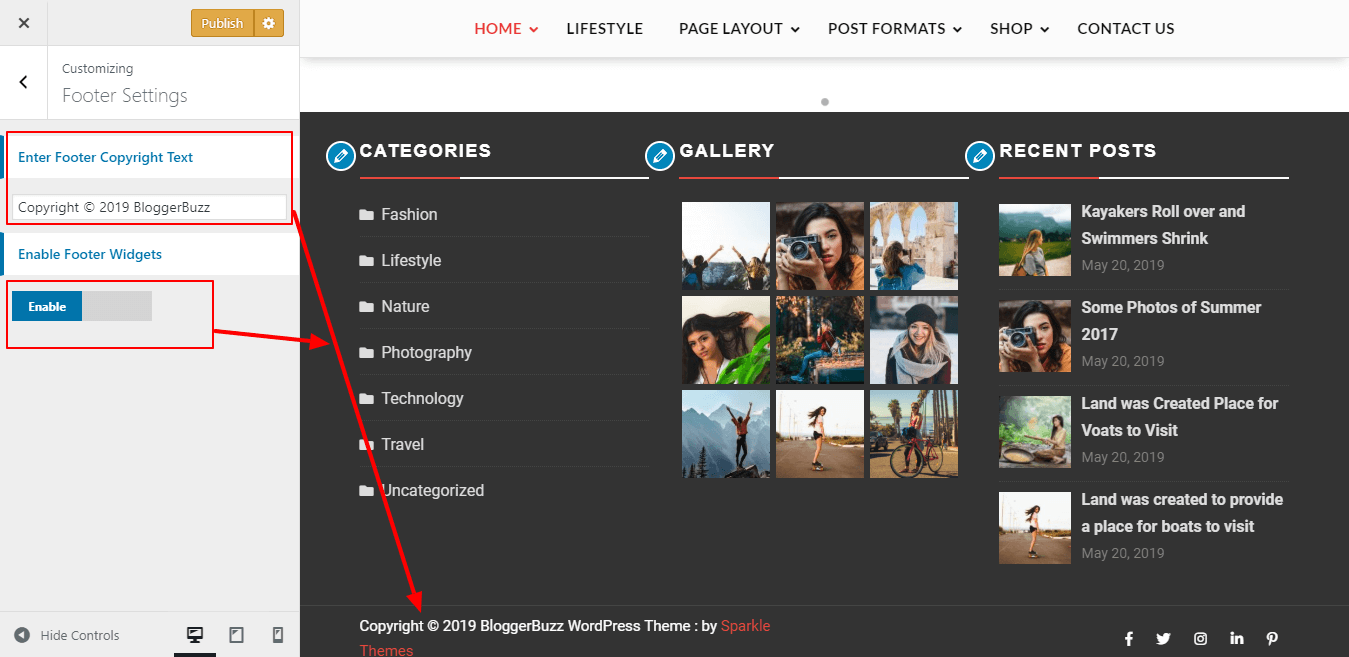 Publish
Customizing
Footer Settings
Enter Footer Copyright Text
Copyright © 2019 BloggerBuzz
Enable Footer Widgets
Enable
Hide Controls
HOME LIFESTYLE PAGE LAYOUT POST FORMATS SHOP CONTACT US
CATEGORIES
Fashion
Lifestyle
Nature
Photography
Technology
Travel
Uncategorized
GALLERY
RECENT POSTS
Kayakers Roll over and
Swimmers Shrink
May 20, 2019
Some Photos of Summer
2017
May 20, 2019
Land was Created Place for
Voats to Visit
May 20, 2019
Land was created to provide
a place for boats to visit
May 20, 2019
Copyright © 2019 BloggerBuzz WordPress Theme : by Sparkle
Themes